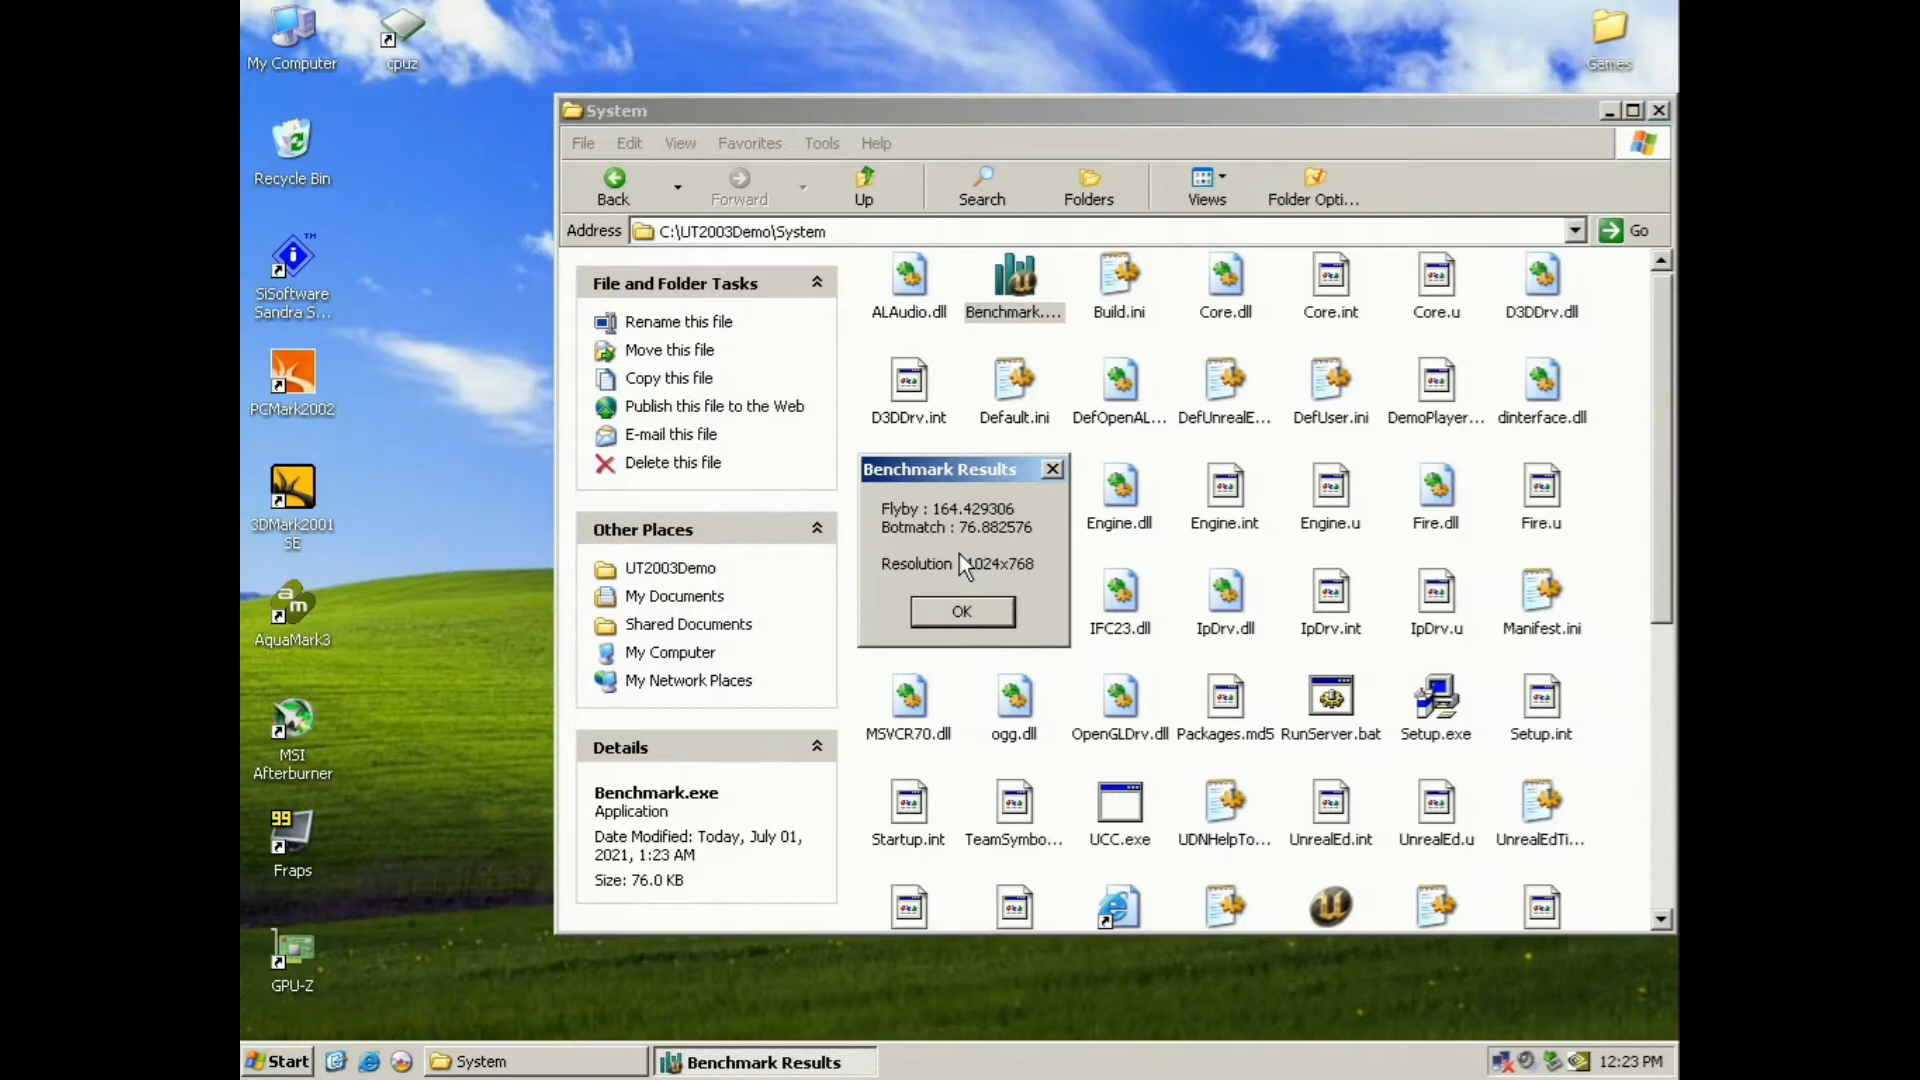 My Computer
cpuz
Games
Recycle Bin
SiSoftware
Sandra S...
PCMark2002
3DMark2001
SE
am
AquaMark3
MSI
Afterburner
99
Fraps
GPU-Z
System
File Edit View Favorites Tools Help
Back Forward Up Search Folders Views Folder Opti...
Address C:\UT2003Demo\System Go
File and Folder Tasks
Rename this file
Move this file
Copy this file
Publish this file to the Web
E-mail this file
Delete this file
Other Places
UT2003Demo
My Documents
Shared Documents
My Computer
My Network Places
Details
Benchmark.exe
Application
Date Modified: Today, July 01,
2021, 1:23 AM
Size: 76.0 KB
ALAudio.dll Benchmark.... Build.ini Core.dll Core.int Core.u D3DDrv.dll
D3DDrv.int Default.ini DefOpenAL... DefUnrealE... DefUser.ini DemoPlayer... dinterface.dll
Engine.dll Engine.int Engine.u Fire.dll Fire.u
IFC23.dll IpDrv.dll IpDrv.int IpDrv.u Manifest.ini
MSVCR70.dll ogg.dll OpenGLDrv.dll Packages.md5 RunServer.bat Setup.exe Setup.int
Startup.int TeamSymbo... UCC.exe UDNHelpTo... UnrealEd.int UnrealEd.u UnrealEdTi...
Benchmark Results
Flyby : 164.429306
Botmatch : 76.882576
Resolution 1024x768
OK
Start System Benchmark Results 12:23 PM